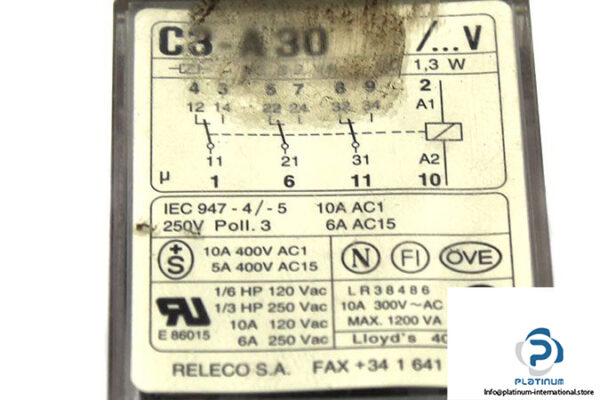 C3-A30 /... V
1,3 W
4 3 5 7 8 9 2
12 14 22 24 32 34 A1
11 21 31 A2
µ 1 6 11 10
IEC 947 - 4/ - 5 10A AC1
250V Poll. 3 6A AC15
+ S 10A 400V AC1
5A 400V AC15
N FI ÖVE
1/6 HP 120 Vac
1/3 HP 250 Vac
10A 120 Vac
6A 250 Vac
E 86015
LR38486
10A 300V~AC
MAX. 1200 VA
Lloyd's 40
RELECO S.A. FAX +34 1 641
PLATINUM
Info@platinum-international.store